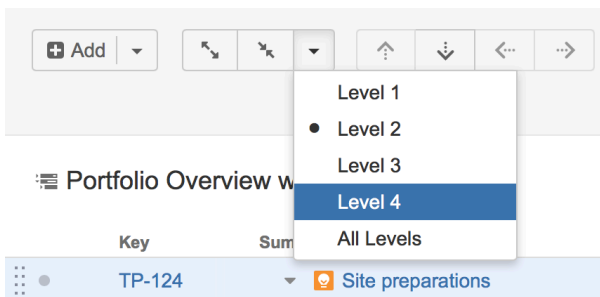 Add
Level 1
Level 2
Level 3
Level 4
All Levels
Portfolio Overview w
Key Sum
TP-124 Site preparations